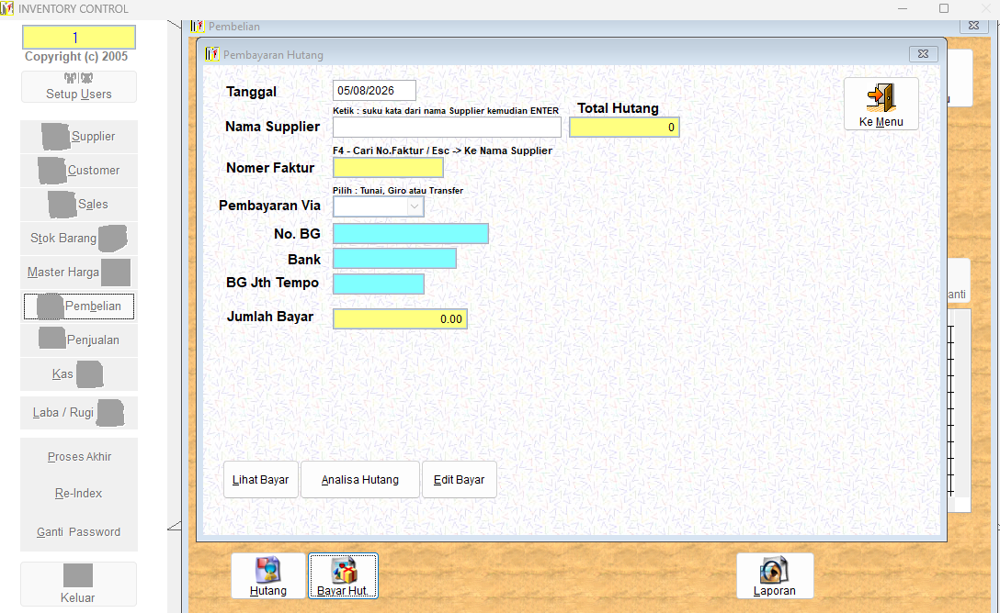 INVENTORY CONTROL
1
Copyright (c) 2005
Setup Users
Supplier
Customer
Sales
Stok Barang
Master Harga
Pembelian
Penjualan
Kas
Laba / Rugi
Proses Akhir
Re-Index
Ganti Password
Keluar
Pembelian
Pembayaran Hutang
Tanggal 05/08/2026
Ke Menu
Ketik : suku kata dari nama Supplier kemudian ENTER
Total Hutang
Nama Supplier
0
F4 - Cari No.Faktur / Esc -> Ke Nama Supplier
Nomer Faktur
Pilih : Tunai, Giro atau Transfer
Pembayaran Via
No. BG
Bank
BG Jth Tempo
Jumlah Bayar 0.00
Lihat Bayar Analisa Hutang Edit Bayar
anti
Hutang Bayar Hut. Laporan